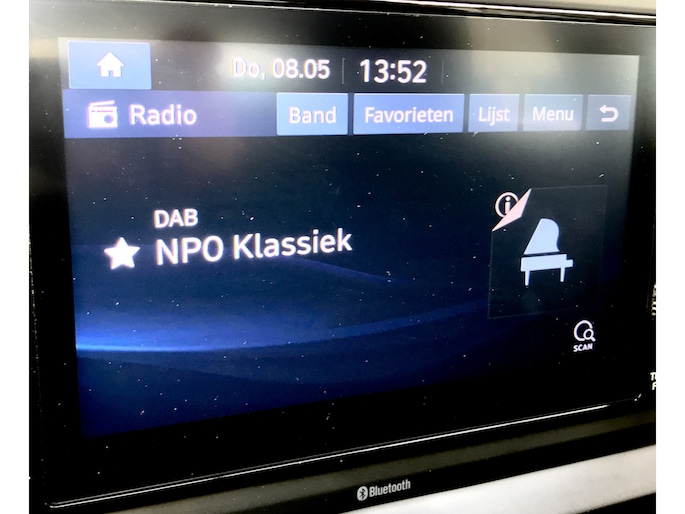 Do, 08.05 13:52
Radio Band Favorieten Lijst Menu
DAB
NPO Klassiek
SCAN
Bluetooth